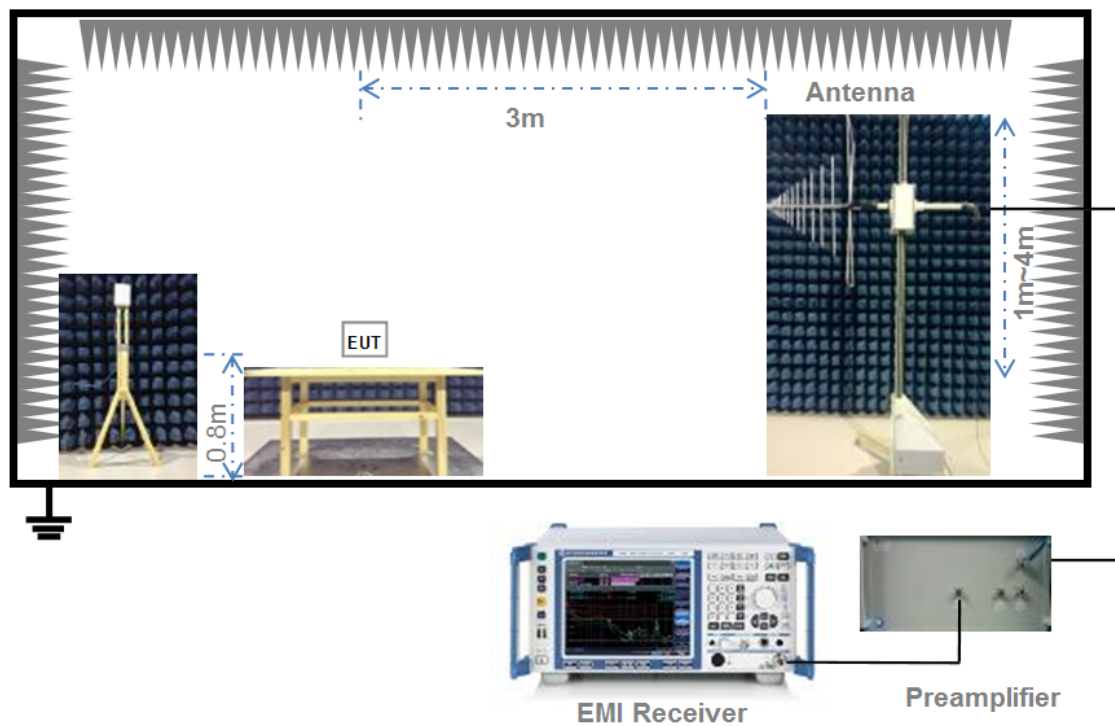 Antenna
3m
1m~4m
EUT
0.8m
EMI Receiver
Preamplifier